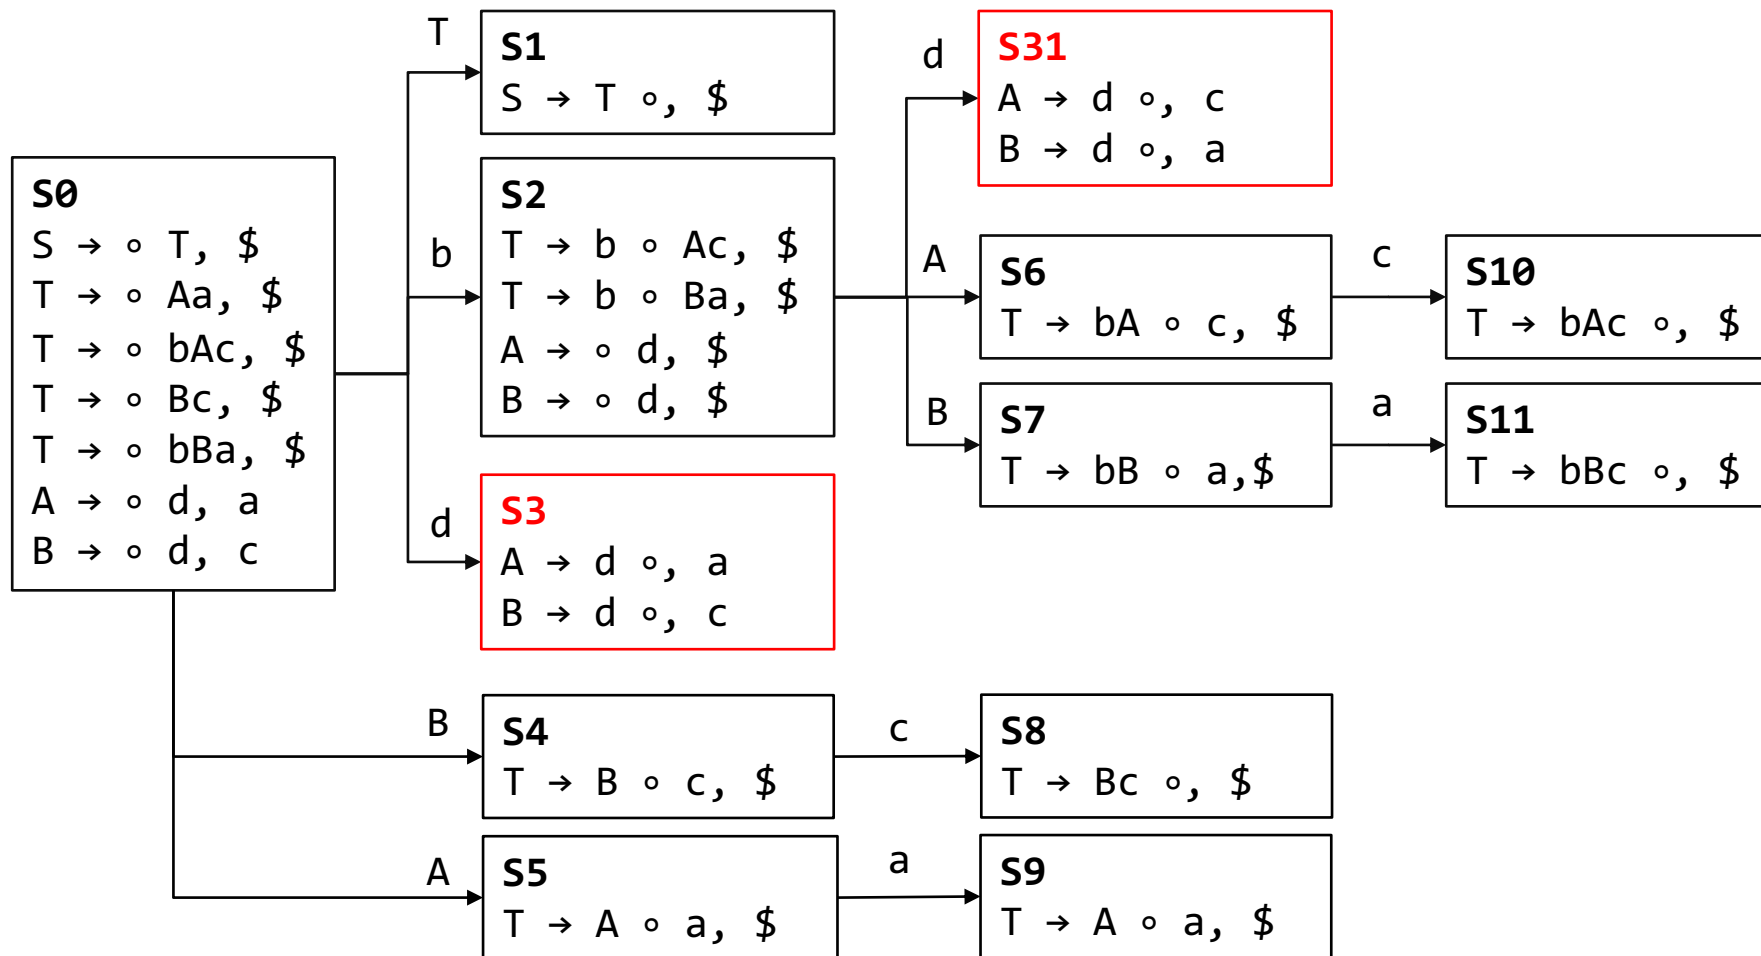 S0
S → ∘ T, $
T → ∘ Aa, $
T → ∘ bAc, $
T → ∘ Bc, $
T → ∘ bBa, $
A → ∘ d, a
B → ∘ d, c
T
S1
S → T ∘, $
b
S2
T → b ∘ Ac, $
T → b ∘ Ba, $
A → ∘ d, $
B → ∘ d, $
d
S3
A → d ∘, a
B → d ∘, c
B
S4
T → B ∘ c, $
A
S5
T → A ∘ a, $
d
S31
A → d ∘, c
B → d ∘, a
A
S6
T → bA ∘ c, $
B
S7
T → bB ∘ a,$
c
S8
T → Bc ∘, $
a
S9
T → A ∘ a, $
c
S10
T → bAc ∘, $
a
S11
T → bBc ∘, $